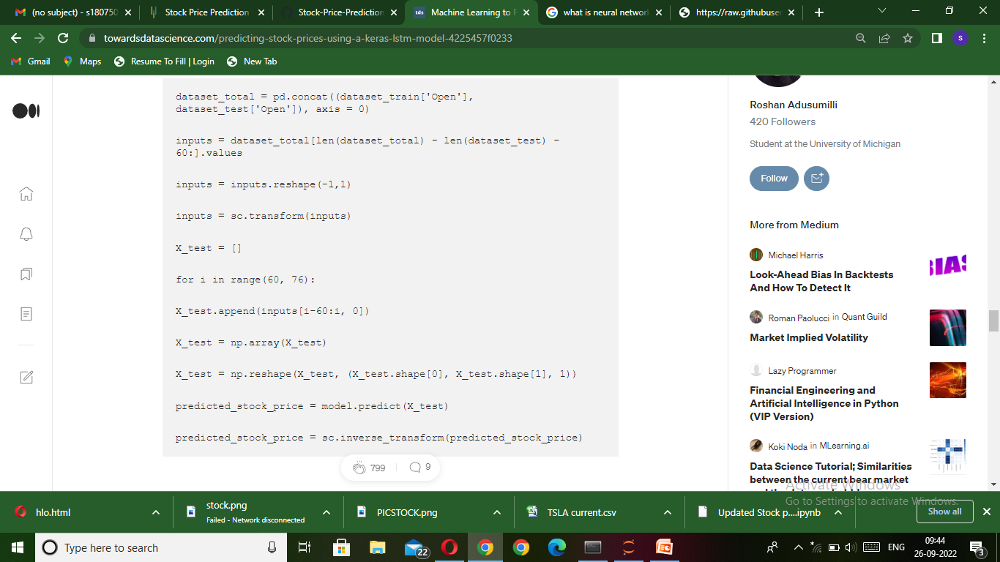 (no subject) - s180750
Stock Price Prediction
Stock-Price-Prediction
tds
Machine Learning to P
what is neural networ
https://raw.githubuser
towardsdatascience.com/predicting-stock-prices-using-a-keras-lstm-model-4225457f0233
s
Gmail
Maps
Resume To Fill | Login
New Tab
dataset_total = pd.concat((dataset_train['Open'],
dataset_test['Open']), axis = 0)
inputs = dataset_total[len(dataset_total) - len(dataset_test) -
60:].values
inputs = inputs.reshape(-1,1)
inputs = sc.transform(inputs)
X_test = []
for i in range(60, 76):
X_test.append(inputs[i-60:i, 0])
X_test = np.array(X_test)
X_test = np.reshape(X_test, (X_test.shape[0], X_test.shape[1], 1))
predicted_stock_price = model.predict(X_test)
predicted_stock_price = sc.inverse_transform(predicted_stock_price)
799
9
Roshan Adusumilli
420 Followers
Student at the University of Michigan
Follow
More from Medium
Michael Harris
Look-Ahead Bias In Backtests
And How To Detect It
BIAS
Roman Paolucci in Quant Guild
Market Implied Volatility
Lazy Programmer
Financial Engineering and
Artificial Intelligence in Python
(VIP Version)
Koki Noda in MLearning.ai
Data Science Tutorial; Similarities
between the current bear market
Activate Windows
Go to Settings to activate Windows.
hlo.html
stock.png
Failed - Network disconnected
PICSTOCK.png
TSLA current.csv
Updated Stock p....ipynb
Show all
Type here to search
22
ENG
09:44
26-09-2022
3